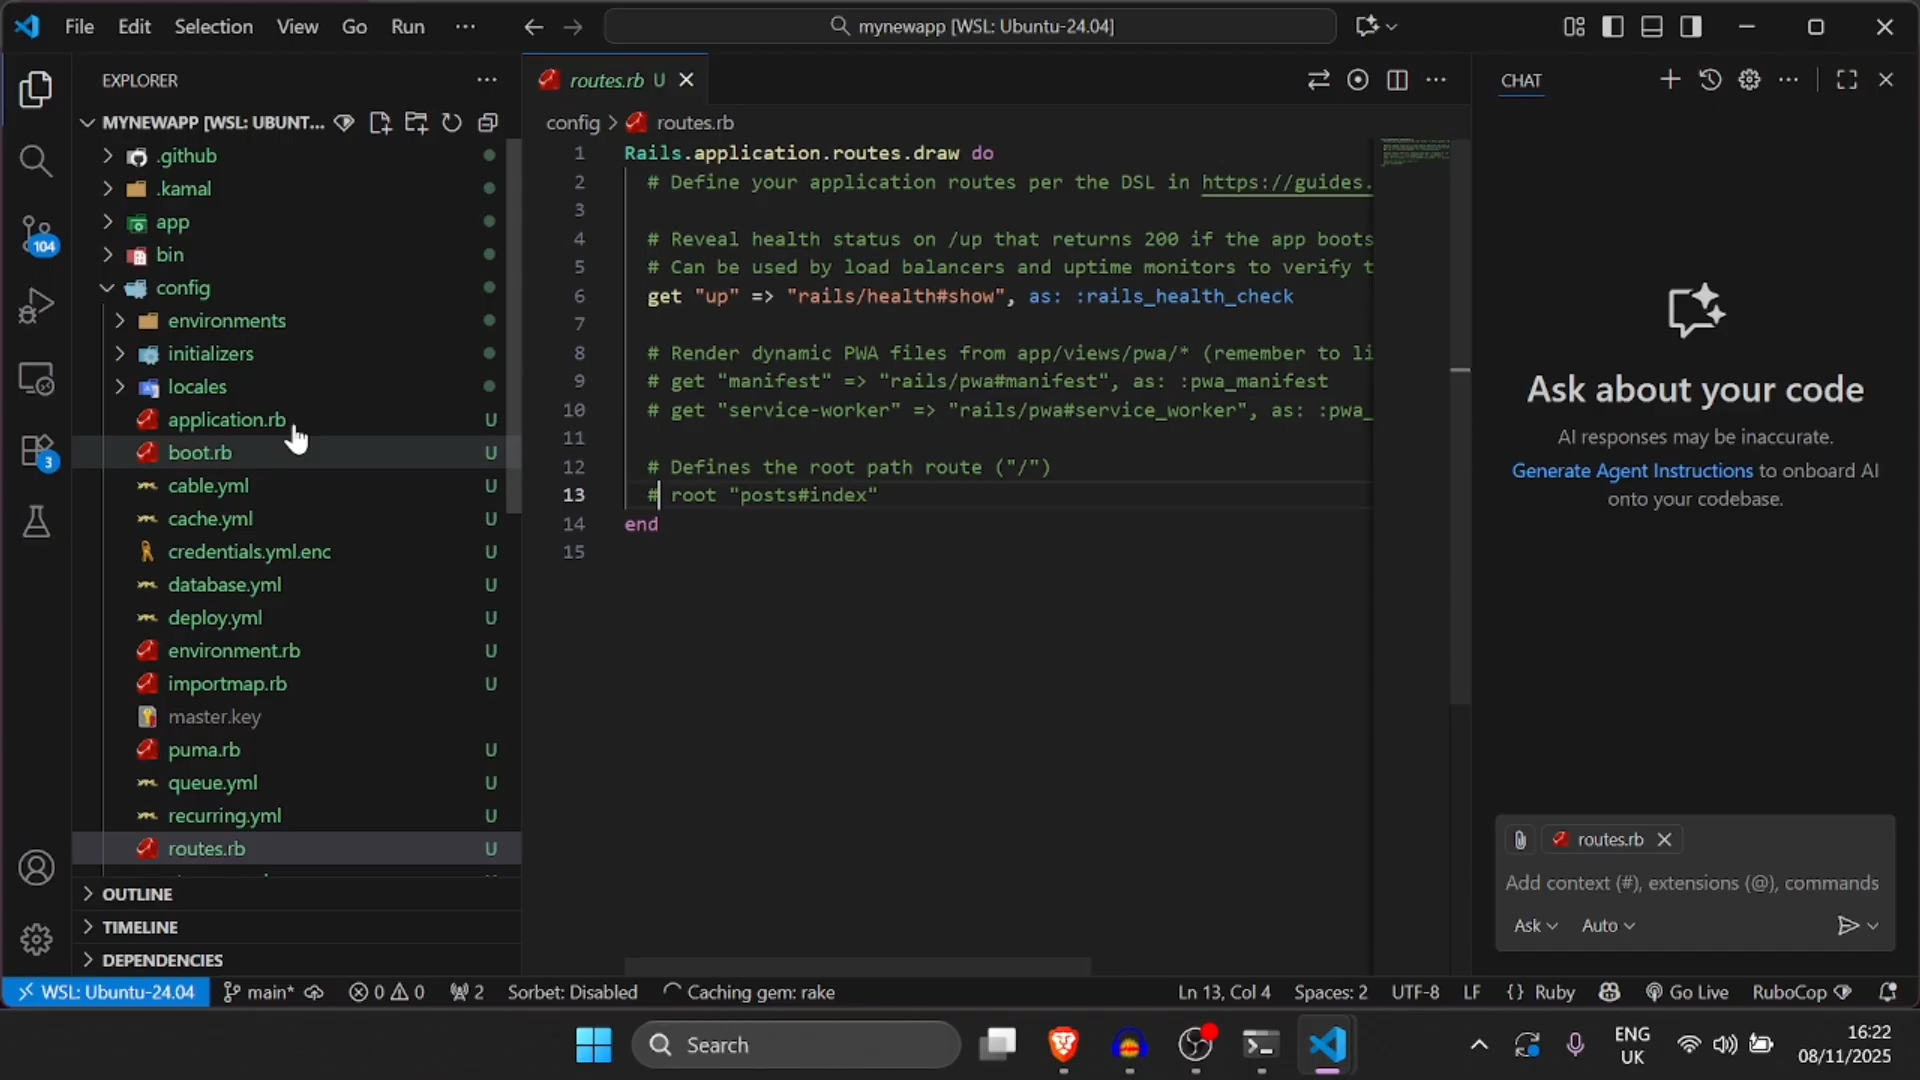 File Edit Selection View Go Run ···
mynewapp [WSL: Ubuntu-24.04]
EXPLORER
MYNEWAPP [WSL: UBUNT...
.github
.kamal
app
bin
config
environments
initializers
locales
application.rb U
boot.rb U
cable.yml U
cache.yml U
credentials.yml.enc U
database.yml U
deploy.yml U
environment.rb U
importmap.rb U
master.key
puma.rb U
queue.yml U
recurring.yml U
routes.rb U
OUTLINE
TIMELINE
DEPENDENCIES
104
3
routes.rb U
config > routes.rb
1 Rails.application.routes.draw do
2 # Define your application routes per the DSL in https://guides.
3
4 # Reveal health status on /up that returns 200 if the app boots
5 # Can be used by load balancers and uptime monitors to verify t
6 get "up" => "rails/health#show", as: :rails_health_check
7
8 # Render dynamic PWA files from app/views/pwa/* (remember to li
9 # get "manifest" => "rails/pwa#manifest", as: :pwa_manifest
10 # get "service-worker" => "rails/pwa#service_worker", as: :pwa_
11
12 # Defines the root path route ("/")
13 # root "posts#index"
14 end
15
CHAT
Ask about your code
AI responses may be inaccurate.
Generate Agent Instructions to onboard AI
onto your codebase.
routes.rb
Add context (#), extensions (@), commands
Ask Auto
WSL: Ubuntu-24.04 main* 0 0 2 Sorbet: Disabled Caching gem: rake Ln 13, Col 4 Spaces: 2 UTF-8 LF {} Ruby Go Live RuboCop
Search
ENG
UK
16:22
08/11/2025